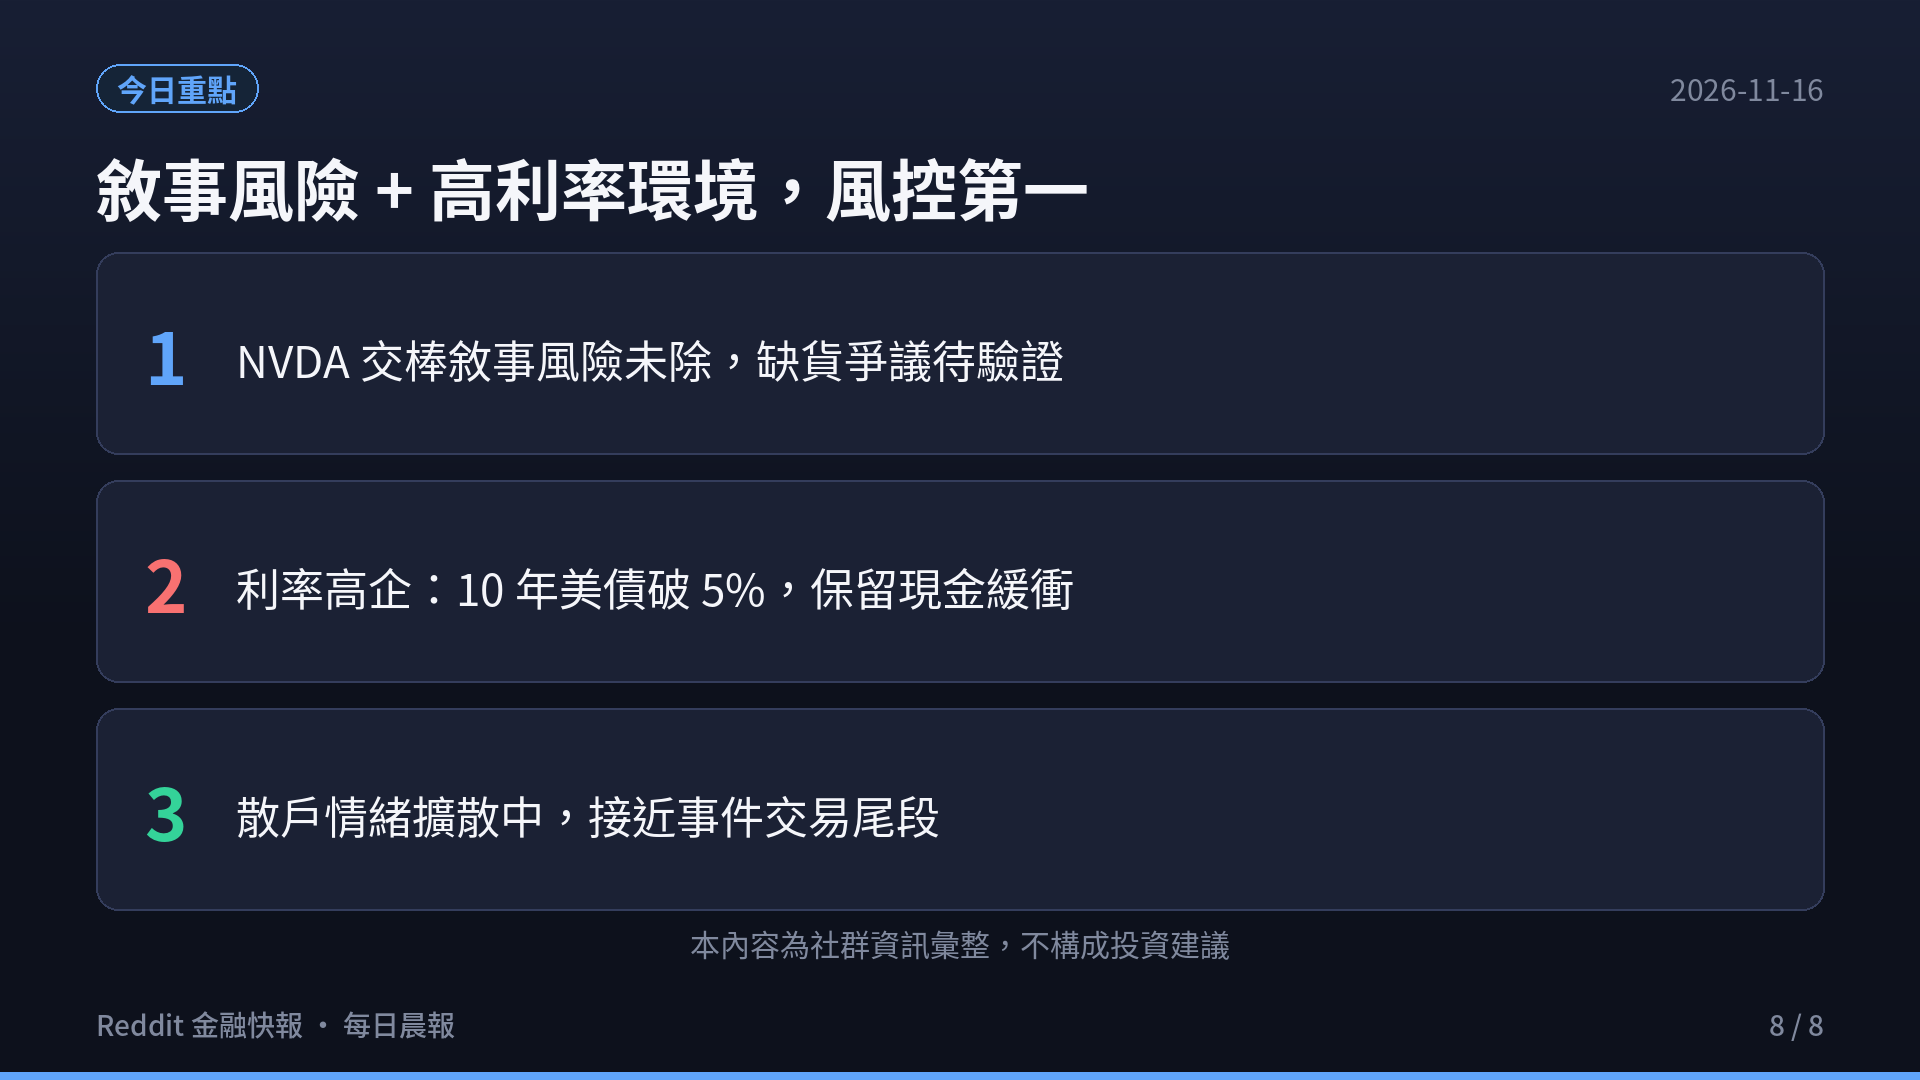 今日重點
2026-11-16
敘事風險 + 高利率環境，風控第一
1
NVDA 交棒敘事風險未除，缺貨爭議待驗證
2
利率高企：10 年美債破 5%，保留現金緩衝
3
散戶情緒擴散中，接近事件交易尾段
本內容為社群資訊彙整，不構成投資建議
Reddit 金融快報 · 每日晨報
8 / 8